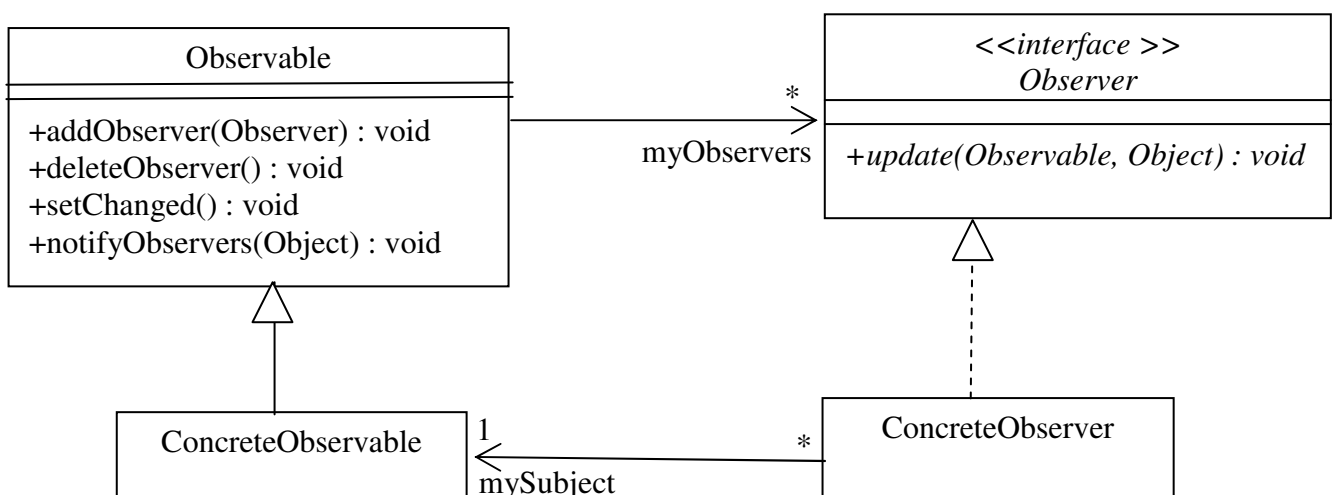 Observable
+addObserver(Observer) : void
+deleteObserver() : void
+setChanged() : void
+notifyObservers(Object) : void
*
myObservers
<<interface >>
Observer
+update(Observable, Object) : void
ConcreteObservable
1
mySubject
*
ConcreteObserver